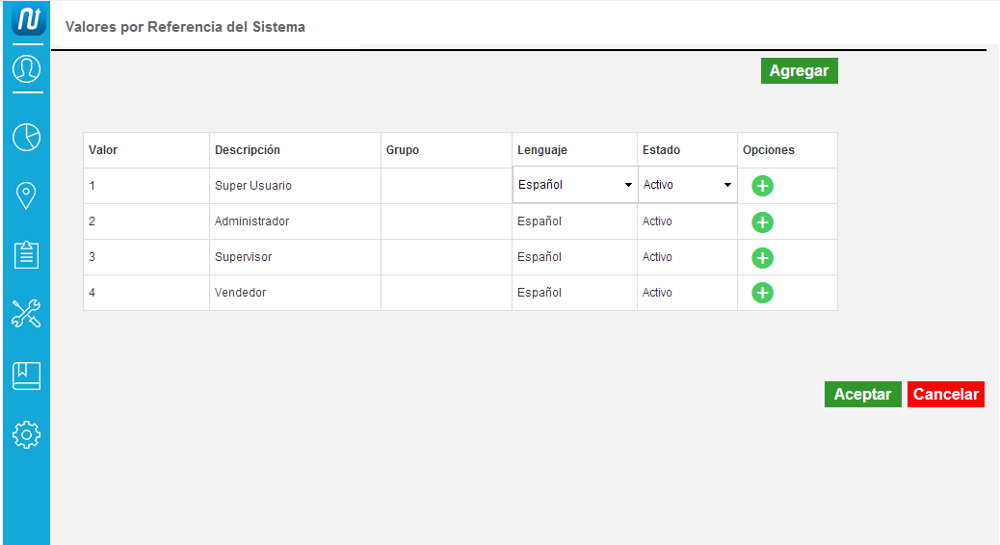 Valores por Referencia del Sistema
Agregar
Valor Descripción Grupo Lenguaje Estado Opciones
1 Super Usuario Español Activo
2 Administrador Español Activo
3 Supervisor Español Activo
4 Vendedor Español Activo
Aceptar Cancelar